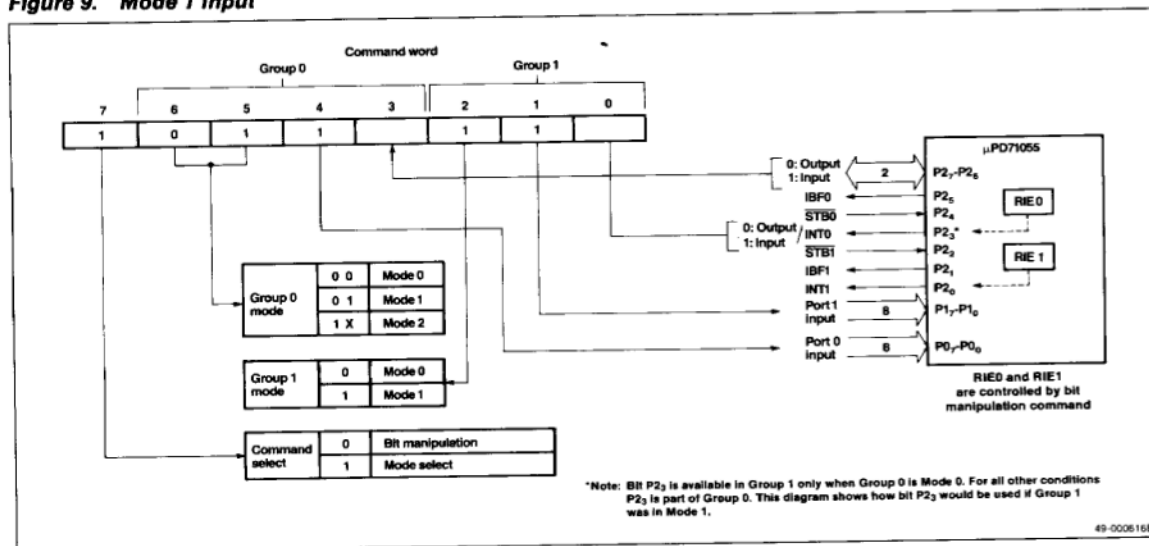 Figure 9. Mode 1 Input
Command word
Group 0
Group 1
7 6 5 4 3 2 1 0
1 0 1 1 1 1
0: Output
1: Input
2
IBF0
STB0
0: Output
1: Input
INT0
STB1
IBF1
INT1
Port 1
input
8
Port 0
input
8
μPD71055
P2₇-P2₆
P2₅
P2₄
P2₃*
P2₂
P2₁
P2₀
P1₇-P1₀
P0₇-P0₀
RIE0
RIE 1
RIE0 and RIE1
are controlled by bit
manipulation command
Group 0
mode
0 0 Mode 0
0 1 Mode 1
1 X Mode 2
Group 1
mode
0 Mode 0
1 Mode 1
Command
select
0 Bit manipulation
1 Mode select
*Note: Bit P2₃ is available in Group 1 only when Group 0 is Mode 0. For all other conditions
P2₃ is part of Group 0. This diagram shows how bit P2₃ would be used if Group 1
was in Mode 1.
49-000616B